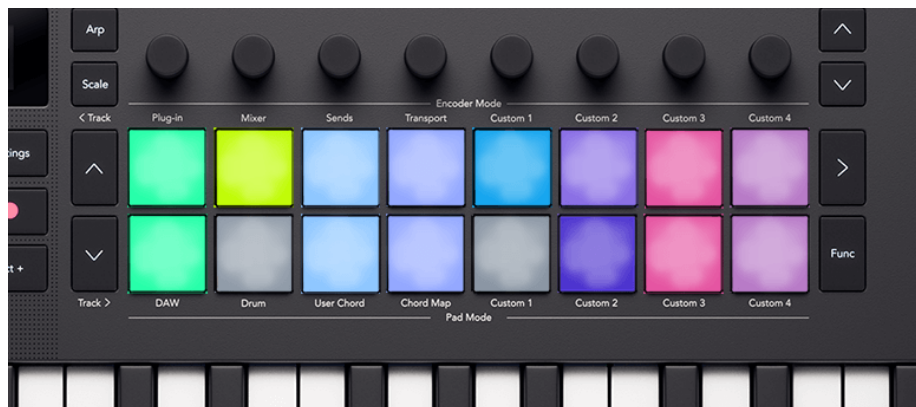 Arp
Scale
Encoder Mode
< Track Plug-in Mixer Sends Transport Custom 1 Custom 2 Custom 3 Custom 4
Func
Track > DAW Drum User Chord Chord Map Custom 1 Custom 2 Custom 3 Custom 4
Pad Mode